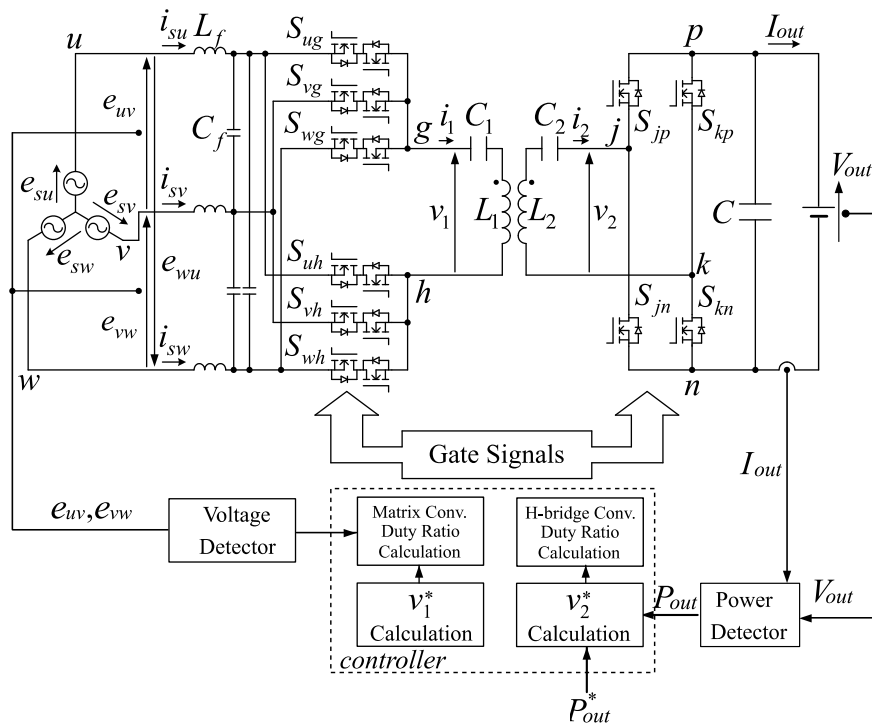 i_su L_f
u
S_ug
S_vg
S_wg
e_uv
C_f
g
i_1
C_1
C_2
i_2
j
p
I_out
S_jp
S_kp
V_out
e_su
e_sv
e_sw
v
i_sv
v_1
L_1
L_2
v_2
C
e_wu
e_vw
S_uh
S_vh
S_wh
h
k
S_jn
S_kn
i_sw
w
n
Gate Signals
I_out
e_uv,e_vw
Voltage
Detector
Matrix Conv.
Duty Ratio
Calculation
H-bridge Conv.
Duty Ratio
Calculation
v_1^*
Calculation
v_2^*
Calculation
P_out
Power
Detector
V_out
controller
P_out^*